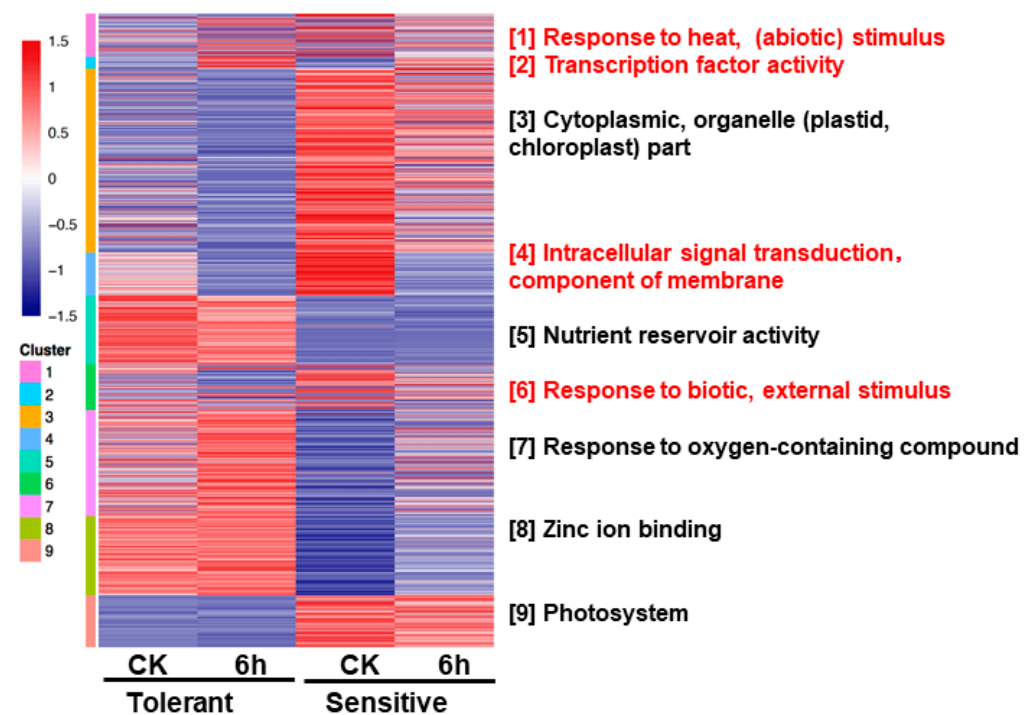 1.5
1
0.5
0
−0.5
−1
−1.5
Cluster
1
2
3
4
5
6
7
8
9
[1] Response to heat, (abiotic) stimulus
[2] Transcription factor activity
[3] Cytoplasmic, organelle (plastid,
chloroplast) part
[4] Intracellular signal transduction,
component of membrane
[5] Nutrient reservoir activity
[6] Response to biotic, external stimulus
[7] Response to oxygen-containing compound
[8] Zinc ion binding
[9] Photosystem
CK 6h CK 6h
Tolerant Sensitive